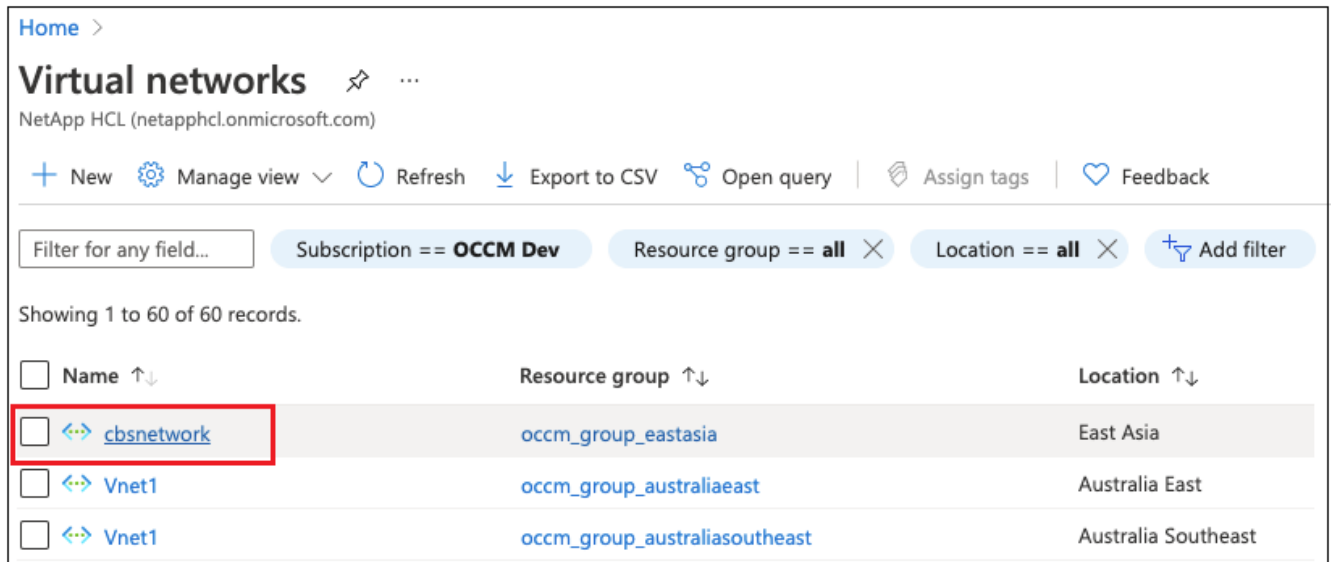 Home >
Virtual networks ...
NetApp HCL (netapphcl.onmicrosoft.com)
+ New Manage view Refresh Export to CSV Open query Assign tags Feedback
Filter for any field... Subscription == OCCM Dev Resource group == all Location == all Add filter
Showing 1 to 60 of 60 records.
Name ↑↓ Resource group ↑↓ Location ↑↓
cbsnetwork occm_group_eastasia East Asia
Vnet1 occm_group_australiaeast Australia East
Vnet1 occm_group_australiasoutheast Australia Southeast